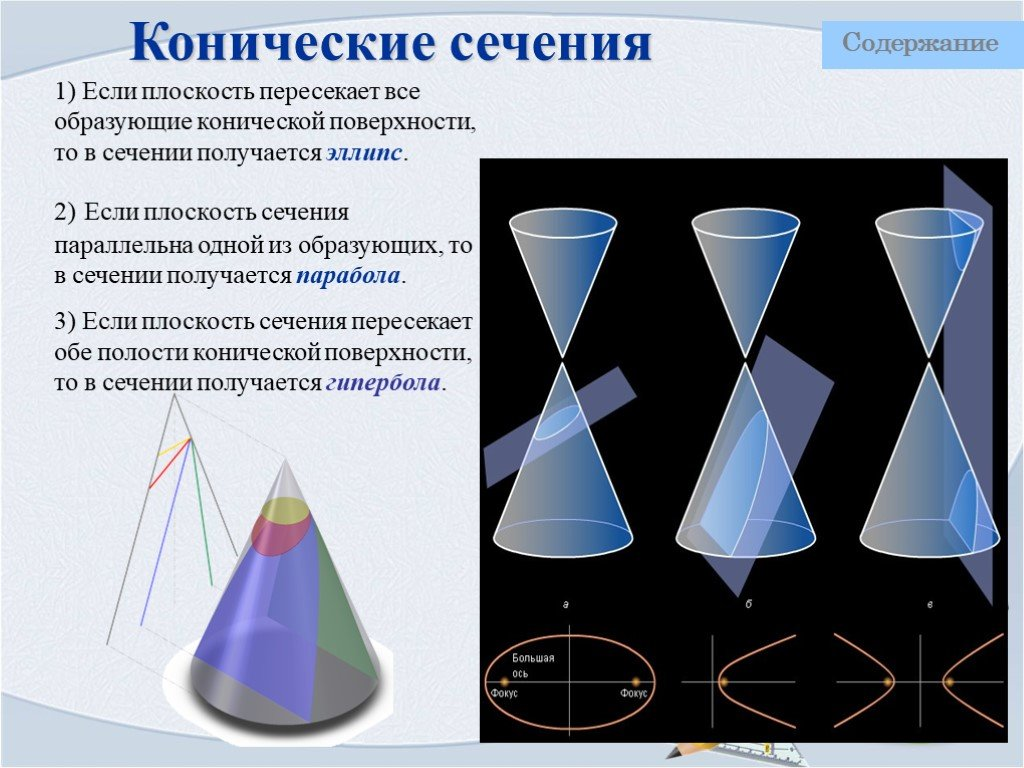 Конические сечения
Содержание
1) Если плоскость пересекает все
образующие конической поверхности,
то в сечении получается эллипс.
2) Если плоскость сечения
параллельна одной из образующих, то
в сечении получается парабола.
3) Если плоскость сечения пересекает
обе полости конической поверхности,
то в сечении получается гипербола.
а
б
в
Большая
ось
Фокус
Фокус